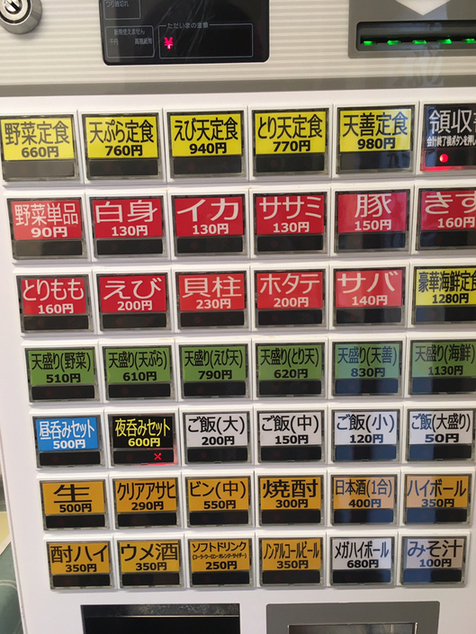 ただいまの金額
¥
野菜定食
660円
天ぷら定食
760円
えび天定食
940円
とり天定食
770円
天善定食
980円
領収
野菜単品
90円
白身
130円
イカ
130円
ササミ
130円
豚
150円
きす
160円
とりもも
160円
えび
200円
貝柱
230円
ホタテ
200円
サバ
140円
豪華海鮮定食
1280円
天盛り(野菜)
510円
天盛り(天ぷら)
610円
天盛り(えび天)
790円
天盛り(とり天)
620円
天盛り(天善)
830円
天盛り(海鮮)
1130円
昼呑みセット
500円
夜呑みセット
600円
ご飯(大)
200円
ご飯(中)
150円
ご飯(小)
120円
ご飯(大盛り)
50円
生
500円
クリアアサヒ
290円
ビン(中)
550円
焼酎
300円
日本酒(1合)
400円
ハイボール
350円
酎ハイ
350円
ウメ酒
350円
ソフトドリンク
250円
ノンアルコールビール
350円
メガハイボール
680円
みそ汁
100円